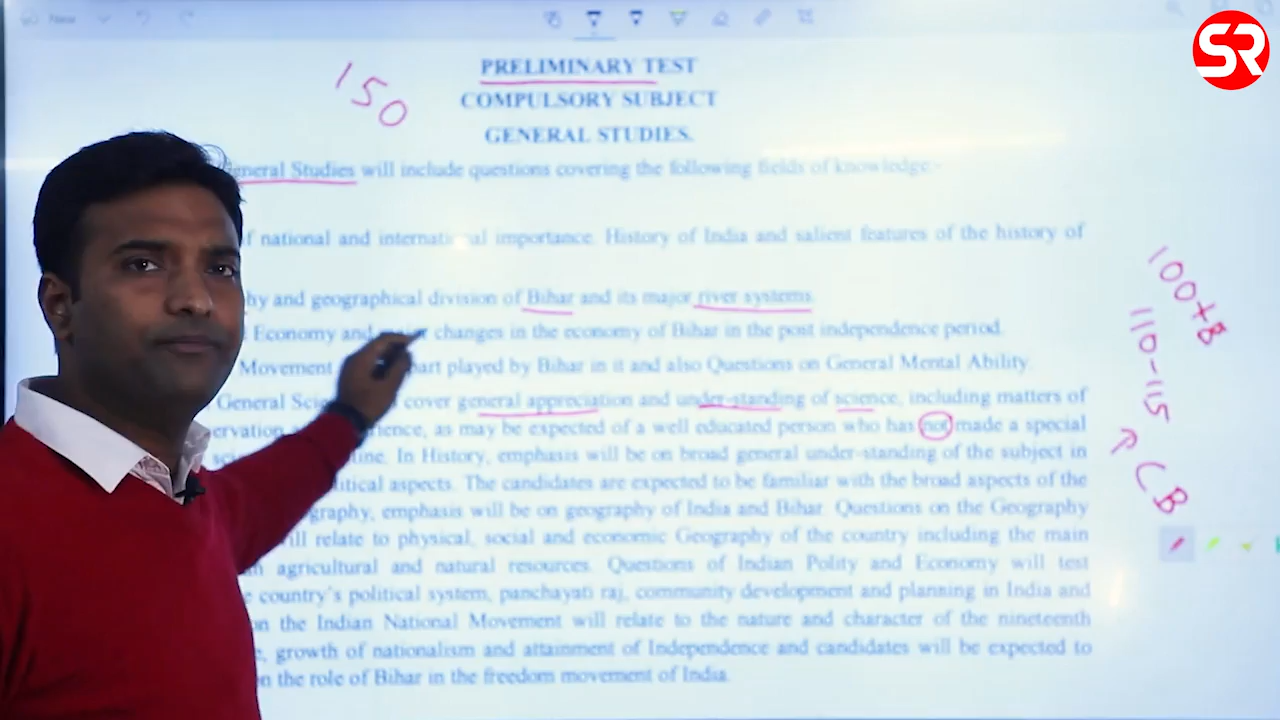 New
SR
150
PRELIMINARY TEST
COMPULSORY SUBJECT
GENERAL STUDIES.
eneral Studies will include questions covering the following fields of knowledge:-
f national and international importance. History of India and salient features of the history of
hy and geographical division of Bihar and its major river systems.
Economy and major changes in the economy of Bihar in the post independence period.
Movement part played by Bihar in it and also Questions on General Mental Ability.
General Sci cover general appreciation and under-standing of science, including matters of
ervation ience, as may be expected of a well educated person who has not made a special
line. In History, emphasis will be on broad general under-standing of the subject in
litical aspects. The candidates are expected to be familiar with the broad aspects of the
graphy, emphasis will be on geography of India and Bihar. Questions on the Geography
ill relate to physical, social and economic Geography of the country including the main
agricultural and natural resources. Questions of Indian Polity and Economy will test
country's political system, panchayati raj, community development and planning in India and
on the Indian National Movement will relate to the nature and character of the nineteenth
growth of nationalism and attainment of Independence and candidates will be expected to
n the role of Bihar in the freedom movement of India.
100+B
110-115
CB